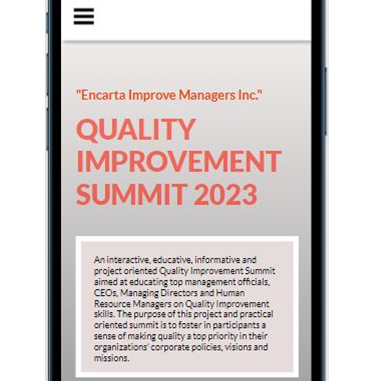 "Encarta Improve Managers Inc."
QUALITY
IMPROVEMENT
SUMMIT 2023
An interactive, educative, informative and
project oriented Quality Improvement Summit
aimed at educating top management officials,
CEOs, Managing Directors and Human
Resource Managers on Quality Improvement
skills. The purpose of this project and practical
oriented summit is to foster in participants a
sense of making quality a top priority in their
organizations' corporate policies, visions and
missions.